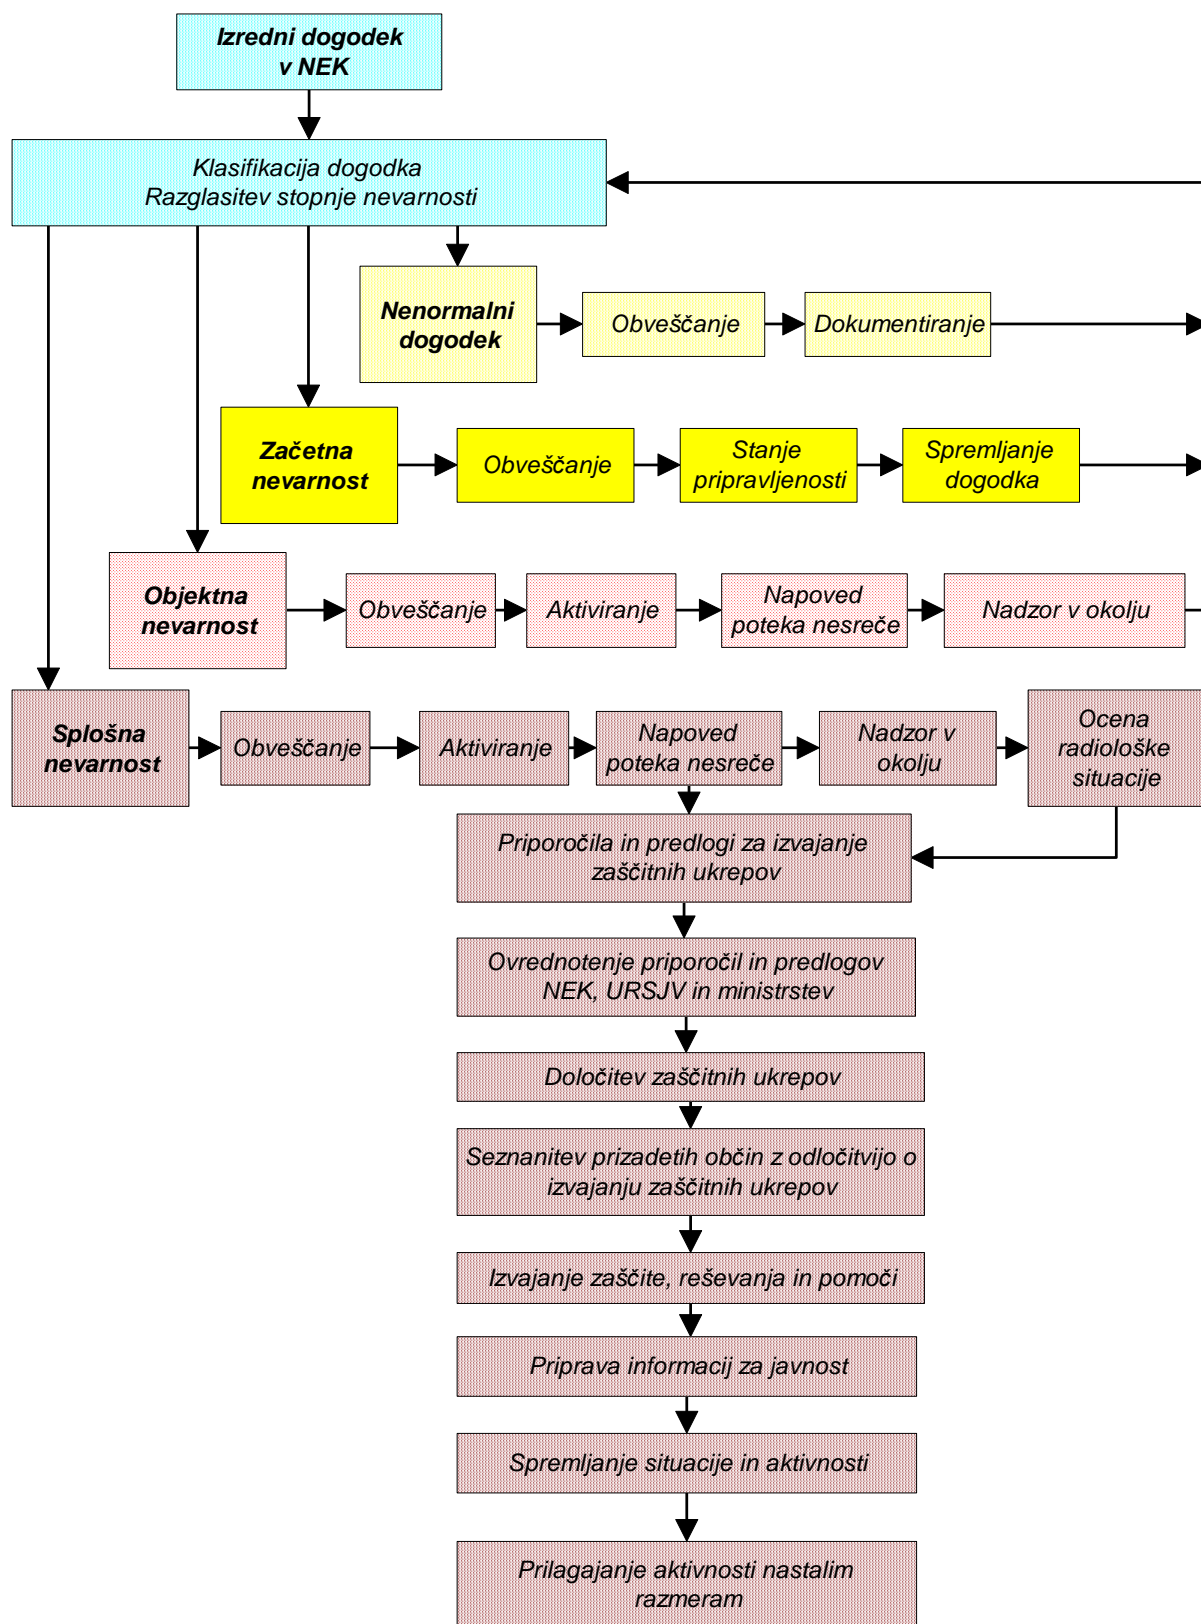 Izredni dogodek
v NEK
Klasifikacija dogodka
Razglasitev stopnje nevarnosti
Nenormalni
dogodek
Obveščanje
Dokumentiranje
Začetna
nevarnost
Obveščanje
Stanje
pripravljenosti
Spremljanje
dogodka
Objektna
nevarnost
Obveščanje
Aktiviranje
Napoved
poteka nesreče
Nadzor v okolju
Splošna
nevarnost
Obveščanje
Aktiviranje
Napoved
poteka nesreče
Nadzor v
okolju
Ocena
radiološke
situacije
Priporočila in predlogi za izvajanje
zaščitnih ukrepov
Ovrednotenje priporočil in predlogov
NEK, URSJV in ministrstev
Določitev zaščitnih ukrepov
Seznanitev prizadetih občin z odločitvijo o
izvajanju zaščitnih ukrepov
Izvajanje zaščite, reševanja in pomoči
Priprava informacij za javnost
Spremljanje situacije in aktivnosti
Prilagajanje aktivnosti nastalim
razmeram